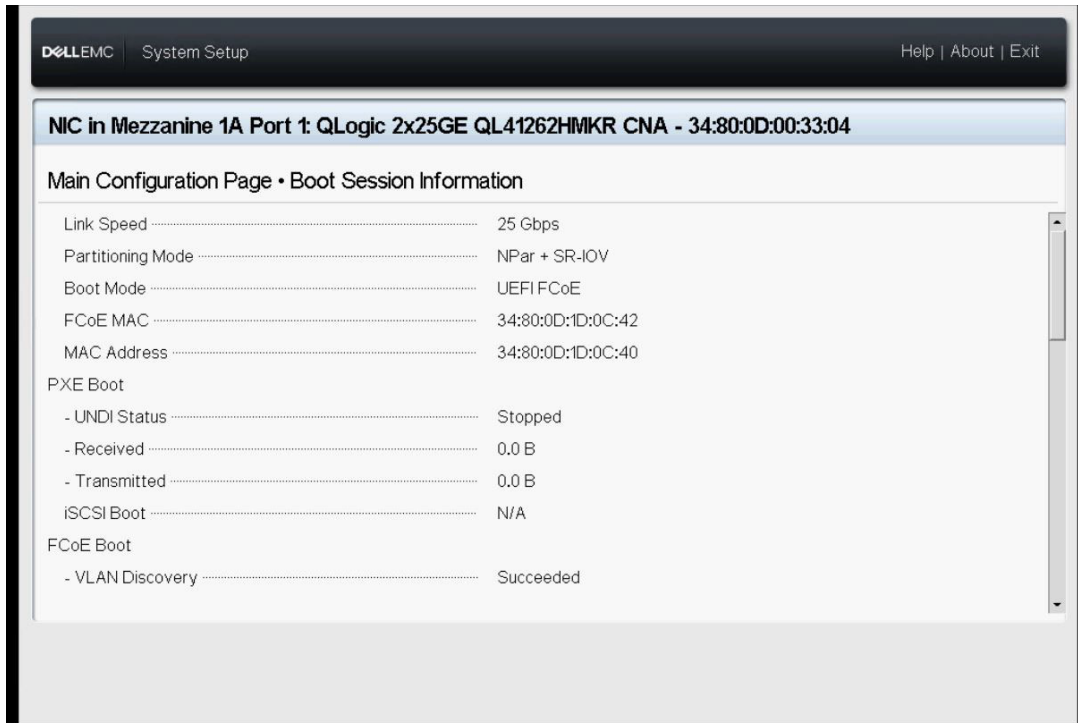 DELLEMC System Setup Help | About | Exit
NIC in Mezzanine 1A Port 1: QLogic 2x25GE QL41262HMKR CNA - 34:80:0D:00:33:04
Main Configuration Page • Boot Session Information
Link Speed 25 Gbps
Partitioning Mode NPar + SR-IOV
Boot Mode UEFI FCoE
FCoE MAC 34:80:0D:1D:0C:42
MAC Address 34:80:0D:1D:0C:40
PXE Boot
- UNDI Status Stopped
- Received 0.0 B
- Transmitted 0.0 B
iSCSI Boot N/A
FCoE Boot
- VLAN Discovery Succeeded